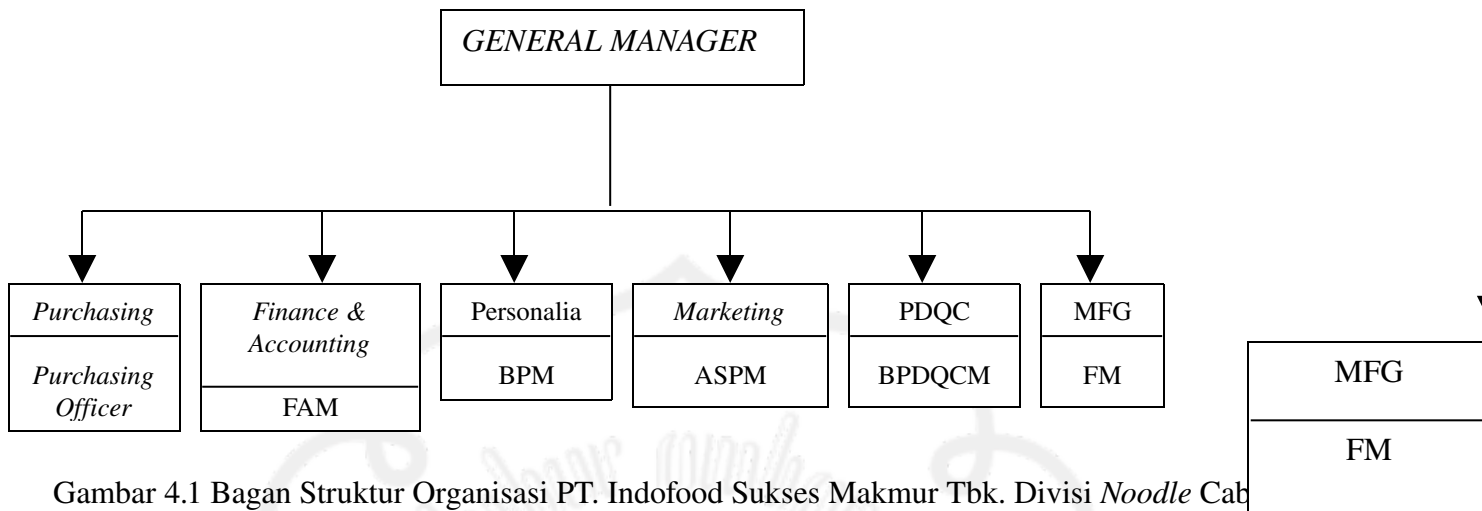 GENERAL MANAGER
Purchasing
Purchasing
Officer
Finance &
Accounting
FAM
Personalia
BPM
Marketing
ASPM
PDQC
BPDQCM
MFG
FM
MFG
FM
Gambar 4.1 Bagan Struktur Organisasi PT. Indofood Sukses Makmur Tbk. Divisi Noodle Cab